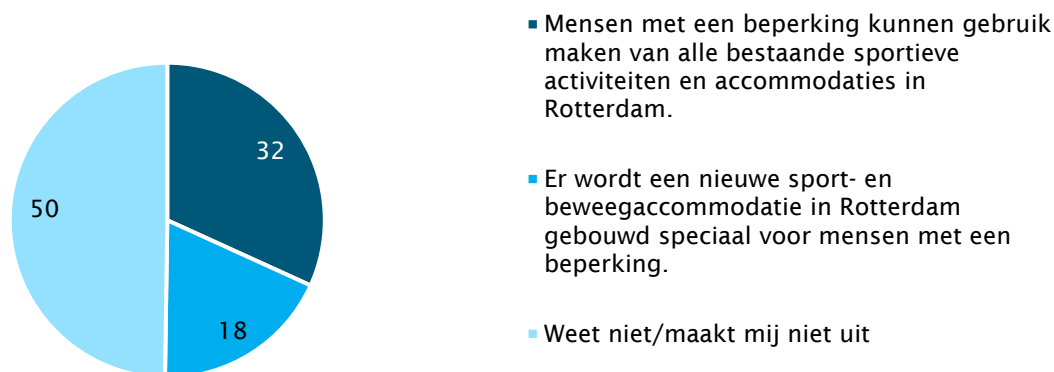 Mensen met een beperking kunnen gebruik
maken van alle bestaande sportieve
activiteiten en accommodaties in
Rotterdam.
32
50
Er wordt een nieuwe sport- en
beweegaccommodatie in Rotterdam
gebouwd speciaal voor mensen met een
beperking.
18
Weet niet/maakt mij niet uit